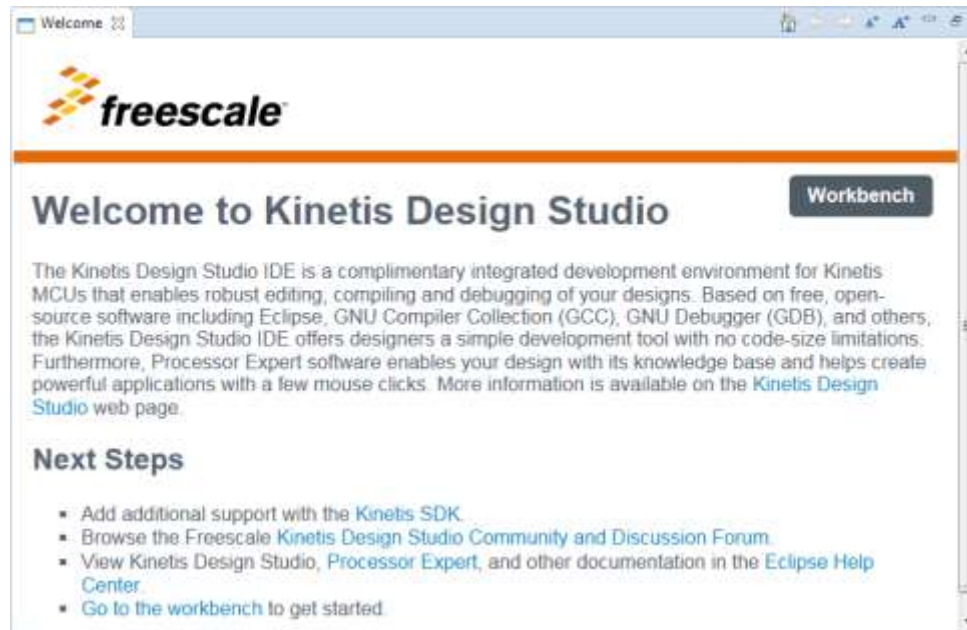 Welcome
freescale
Welcome to Kinetis Design Studio
Workbench
The Kinetis Design Studio IDE is a complimentary integrated development environment for Kinetis
MCUs that enables robust editing, compiling and debugging of your designs. Based on free, open-
source software including Eclipse, GNU Compiler Collection (GCC), GNU Debugger (GDB), and others,
the Kinetis Design Studio IDE offers designers a simple development tool with no code-size limitations.
Furthermore, Processor Expert software enables your design with its knowledge base and helps create
powerful applications with a few mouse clicks. More information is available on the Kinetis Design
Studio web page.
Next Steps
Add additional support with the Kinetis SDK.
Browse the Freescale Kinetis Design Studio Community and Discussion Forum.
View Kinetis Design Studio, Processor Expert, and other documentation in the Eclipse Help
Center.
Go to the workbench to get started.